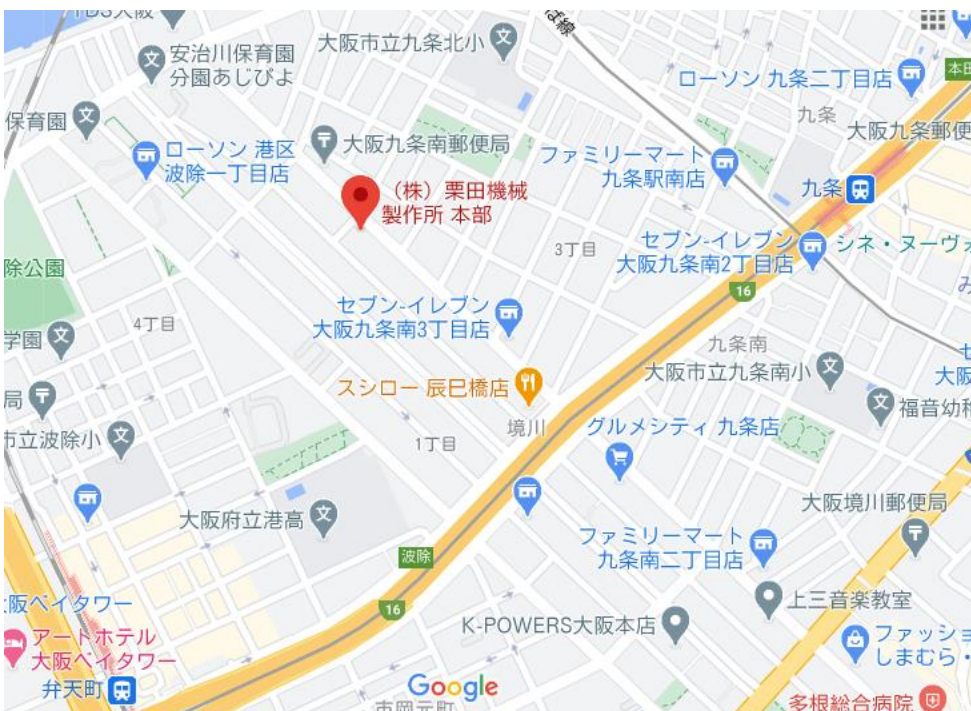 大阪市立九条北小
安治川保育園
分園あじびよ
ローソン 九条二丁目店
保育園
九条
大阪九条郵便
大阪九条南郵便局
ローソン 港区
波除一丁目店
ファミリーマート
九条駅南店
九条
(株)栗田機械
製作所 本部
3丁目
セブン-イレブン
大阪九条南2丁目店
シネ・ヌーヴォ
除公園
16
み
セブン-イレブン
大阪九条南3丁目店
4丁目
学園
九条南
セ
大阪
大阪市立九条南小
スシロー 辰巳橋店
局
福音幼稚
境川
グルメシティ 九条店
市立波除小
1丁目
大阪府立港高
大阪境川郵便局
ファミリーマート
九条南二丁目店
波除
阪ベイタワー
16
上三音楽教室
K-POWERS大阪本店
アートホテル
大阪ベイタワー
ファッショ
しまむら・
弁天町
Google
市岡元町
多根総合病院